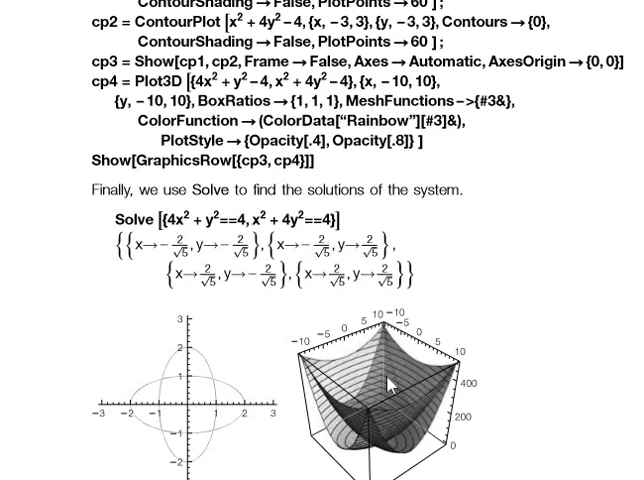 ContourShading → False, PlotPoints → 60 ] ;
cp2 = ContourPlot [x² + 4y² – 4, {x, – 3, 3}, {y, – 3, 3}, Contours → {0},
ContourShading → False, PlotPoints → 60 ] ;
cp3 = Show[cp1, cp2, Frame → False, Axes → Automatic, AxesOrigin → {0, 0}]
cp4 = Plot3D [{4x² + y² – 4, x² + 4y² – 4}, {x, – 10, 10},
{y, – 10, 10}, BoxRatios → {1, 1, 1}, MeshFunctions –>{#3&},
ColorFunction → (ColorData["Rainbow"][#3]&),
PlotStyle → {Opacity[.4], Opacity[.8]} ]
Show[GraphicsRow[{cp3, cp4}]]
Finally, we use Solve to find the solutions of the system.
Solve [{4x² + y²==4, x² + 4y²==4}]
{{x→– 2/√5, y→– 2/√5}, {x→– 2/√5, y→ 2/√5},
{x→ 2/√5, y→– 2/√5}, {x→ 2/√5, y→ 2/√5}}
3
2
1
–3 –2 –1 1 2 3
–1
–2
–10 –5 0 5 10
–10 –5 0 5 10
400
200
0